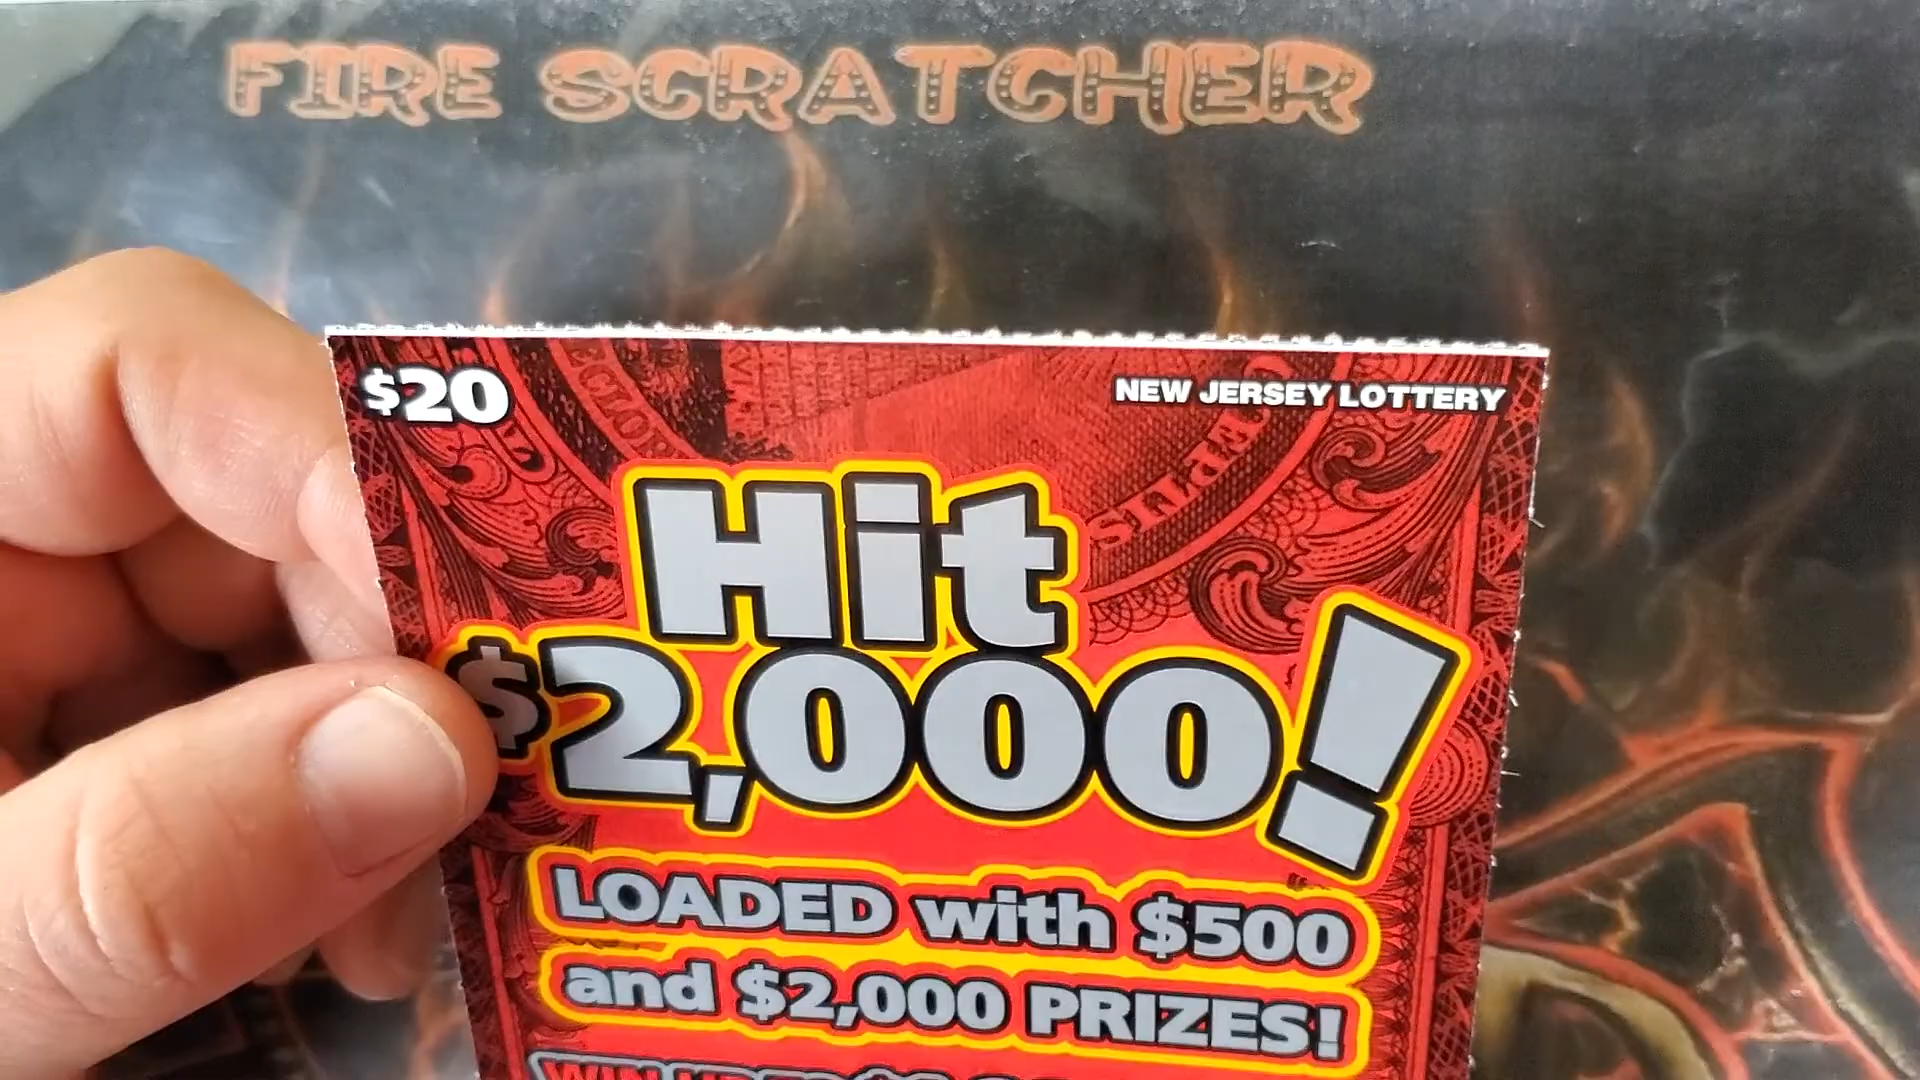 FIRE SCRATCHER
$20
NEW JERSEY LOTTERY
Hit
$2,000!
LOADED with $500
and $2,000 PRIZES!